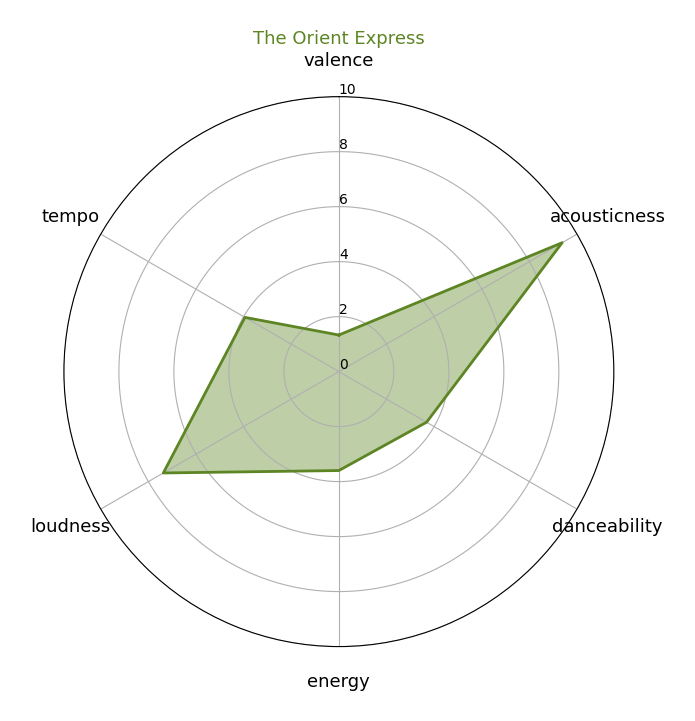 The Orient Express
valence
10
8
6
4
2
0
tempo
acousticness
loudness
danceability
energy